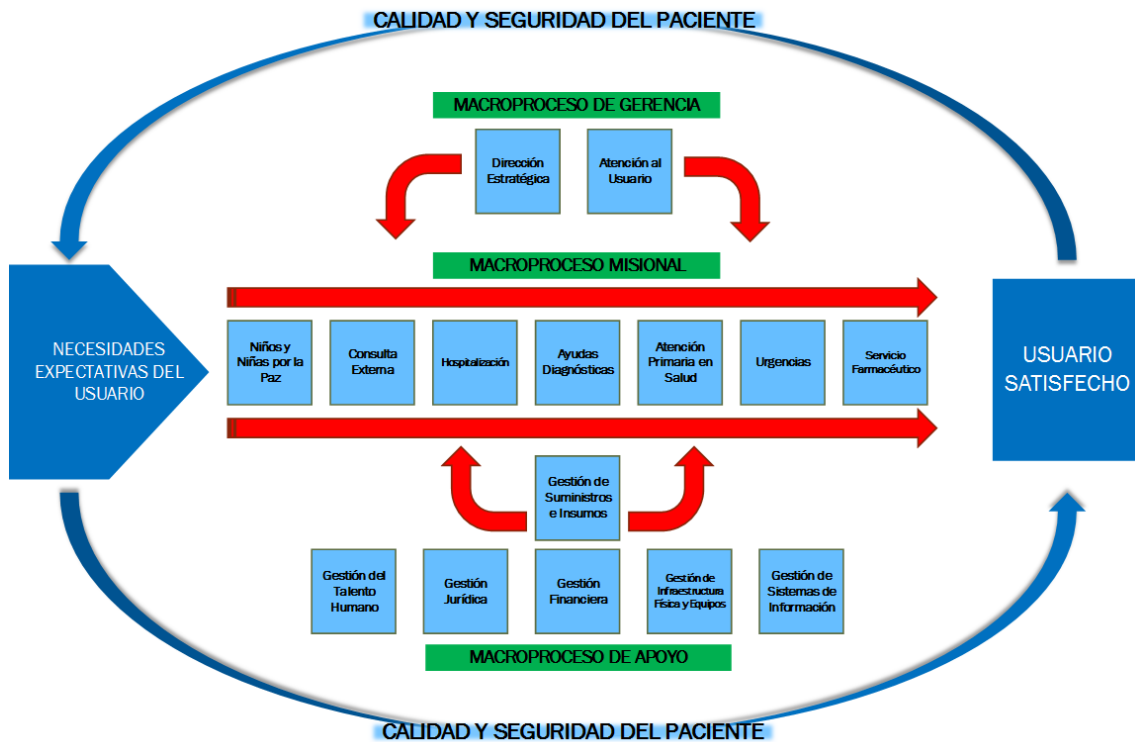 CALIDAD Y SEGURIDAD DEL PACIENTE
MACROPROCESO DE GERENCIA
Dirección
Estratégica
Atención al
Usuario
MACROPROCESO MISIONAL
NECESIDADES
EXPECTATIVAS DEL
USUARIO
Niños y
Niñas por la
Paz
Consulta
Externa
Hospitalización
Ayudas
Diagnósticas
Atención
Primaria en
Salud
Urgencias
Servicio
Farmacéutico
USUARIO
SATISFECHO
Gestión de
Suministros
e Insumos
Gestión del
Talento
Humano
Gestión
Jurídica
Gestión
Financiera
Gestión de
Infraestructura
Física y Equipos
Gestión de
Sistemas de
Información
MACROPROCESO DE APOYO
CALIDAD Y SEGURIDAD DEL PACIENTE